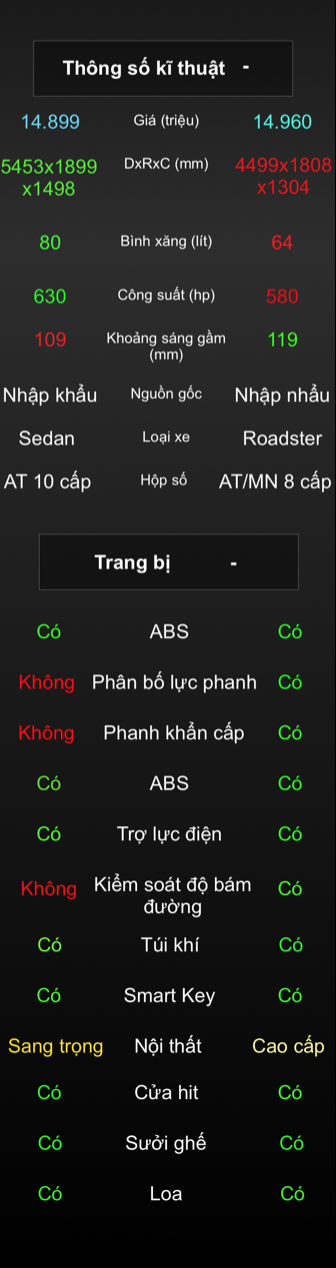 Thông số kĩ thuật -
14.899 Giá (triệu) 14.960
5453x1899 DxRxC (mm) 4499x1808
x1498 x1304
80 Bình xăng (lít) 64
630 Công suất (hp) 580
109 Khoảng sáng gầm 119
(mm)
Nhập khẩu Nguồn gốc Nhập nhẩu
Sedan Loại xe Roadster
AT 10 cấp Hộp số AT/MN 8 cấp
Trang bị -
Có ABS Có
Không Phân bố lực phanh Có
Không Phanh khẩn cấp Có
Có ABS Có
Có Trợ lực điện Có
Không Kiểm soát độ bám Có
đường
Có Túi khí Có
Có Smart Key Có
Sang trọng Nội thất Cao cấp
Có Cửa hit Có
Có Sưởi ghế Có
Có Loa Có